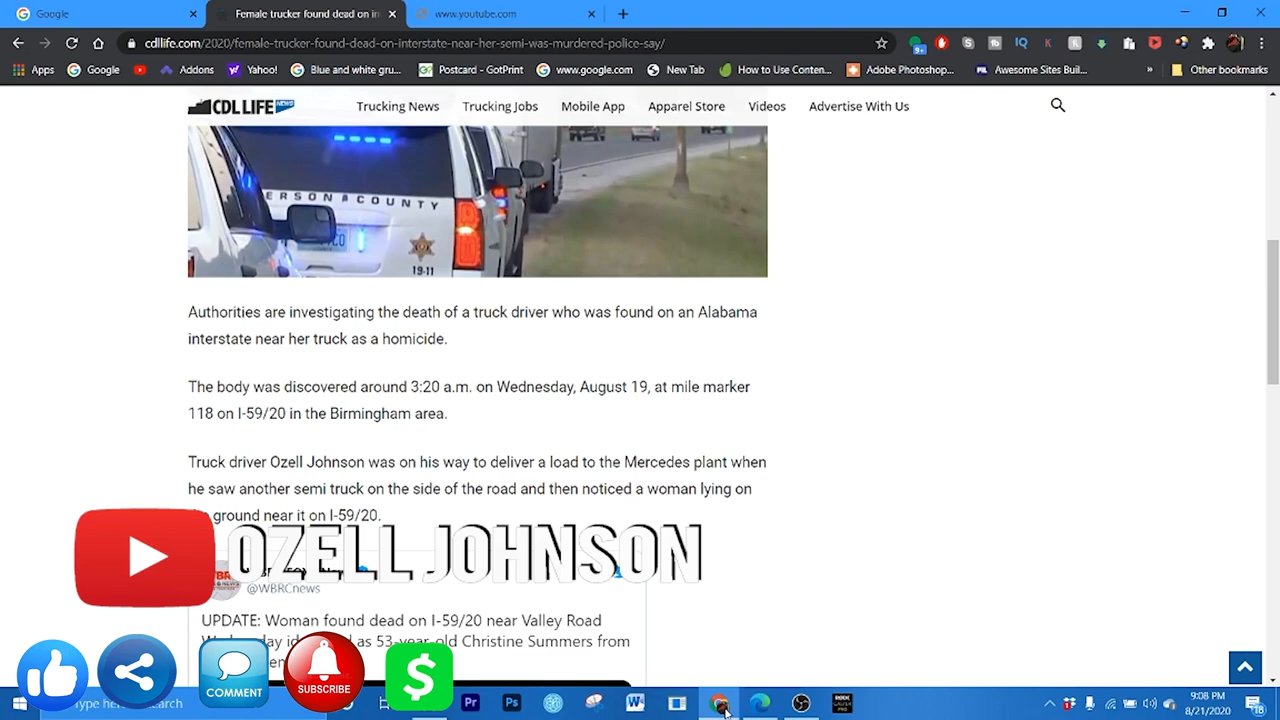 Google
Female trucker found dead on in
www.youtube.com
cdllife.com/2020/female-trucker-found-dead-on-interstate-near-her-semi-was-murdered-police-say/
Apps
Google
Addons
Yahoo!
Blue and white gru...
Postcard - GotPrint
www.google.com
New Tab
How to Use Conten...
Adobe Photoshop...
Awesome Sites Buil...
»
Other bookmarks
CDL LIFE NEWS
Trucking News
Trucking Jobs
Mobile App
Apparel Store
Videos
Advertise With Us
ERSON COUNTY
19-11
Authorities are investigating the death of a truck driver who was found on an Alabama
interstate near her truck as a homicide.
The body was discovered around 3:20 a.m. on Wednesday, August 19, at mile marker
118 on I-59/20 in the Birmingham area.
Truck driver Ozell Johnson was on his way to deliver a load to the Mercedes plant when
he saw another semi truck on the side of the road and then noticed a woman lying on
ground near it on I-59/20.
OZELL JOHNSON
@WBRCnews
UPDATE: Woman found dead on I-59/20 near Valley Road
as 53-year-old Christine Summers from
COMMENT
SUBSCRIBE
$
Type here search
9:08 PM
8/21/2020